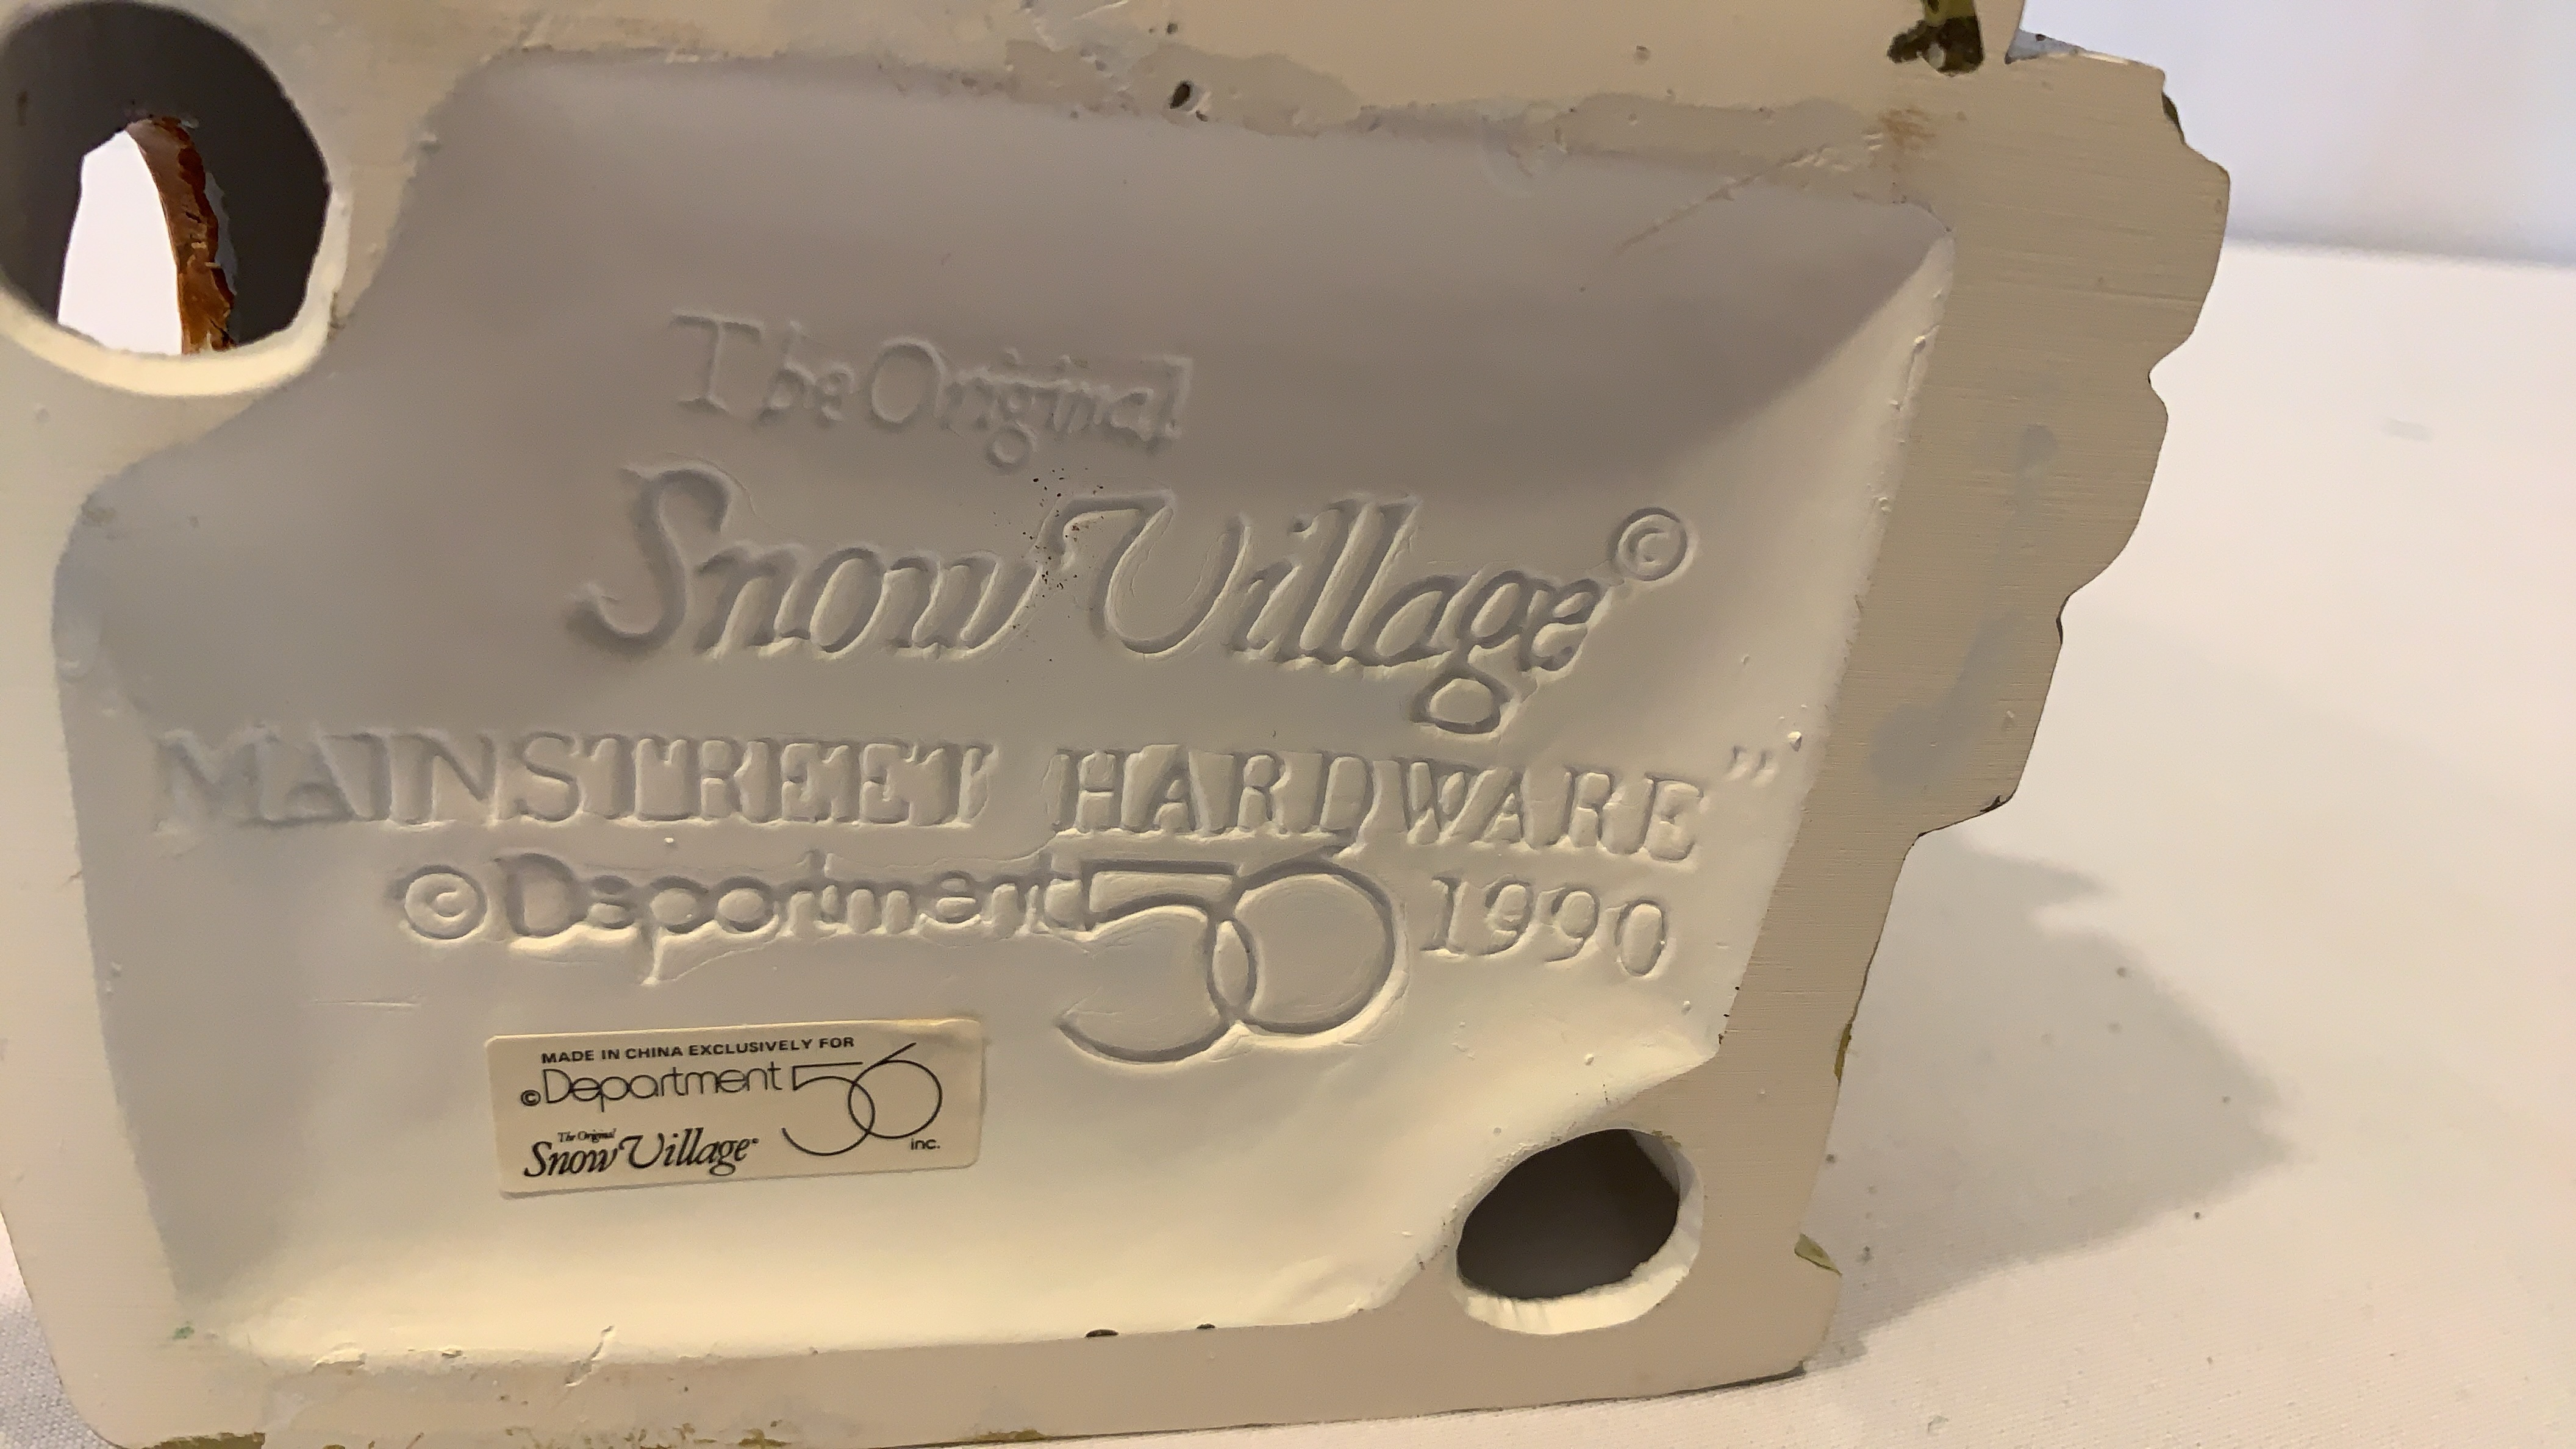 The Original
Snow Village©
MAINSTREET HARDWARE"
©Department 56 1990
MADE IN CHINA EXCLUSIVELY FOR
©Department 56
inc.
The Original
Snow Village®